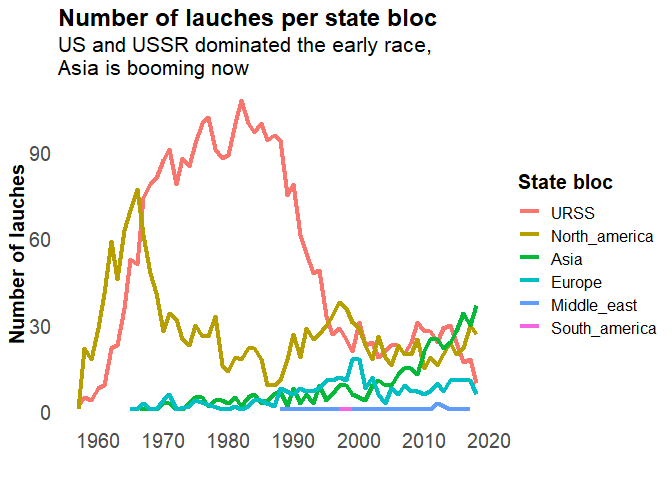 Number of lauches per state bloc
US and USSR dominated the early race,
Asia is booming now
Number of lauches
90
60
30
0
1960 1970 1980 1990 2000 2010 2020
State bloc
URSS
North_america
Asia
Europe
Middle_east
South_america